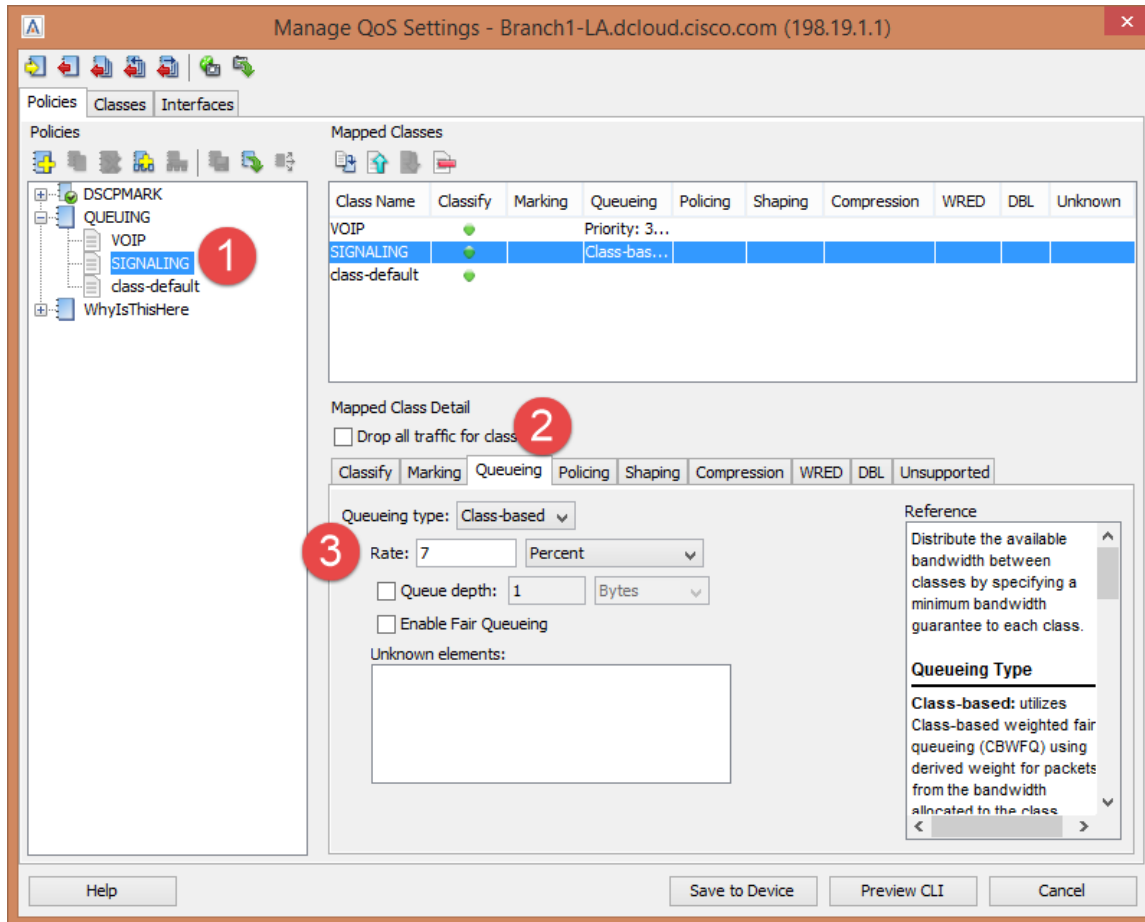 Manage QoS Settings - Branch1-LA.dcloud.cisco.com (198.19.1.1)
Policies Classes Interfaces
Policies
DSCPMARK
QUEUING
VOIP
SIGNALING
class-default
WhyIsThisHere
1
Mapped Classes
Class Name Classify Marking Queueing Policing Shaping Compression WRED DBL Unknown
VOIP Priority: 3...
SIGNALING Class-bas...
class-default
Mapped Class Detail
2
Drop all traffic for class
Classify Marking Queueing Policing Shaping Compression WRED DBL Unsupported
Queueing type: Class-based
3
Rate: 7 Percent
Queue depth: 1 Bytes
Enable Fair Queueing
Unknown elements:
Reference
Distribute the available
bandwidth between
classes by specifying a
minimum bandwidth
guarantee to each class.
Queueing Type
Class-based: utilizes
Class-based weighted fair
queueing (CBWFQ) using
derived weight for packets
from the bandwidth
allocated to the class
Help Save to Device Preview CLI Cancel